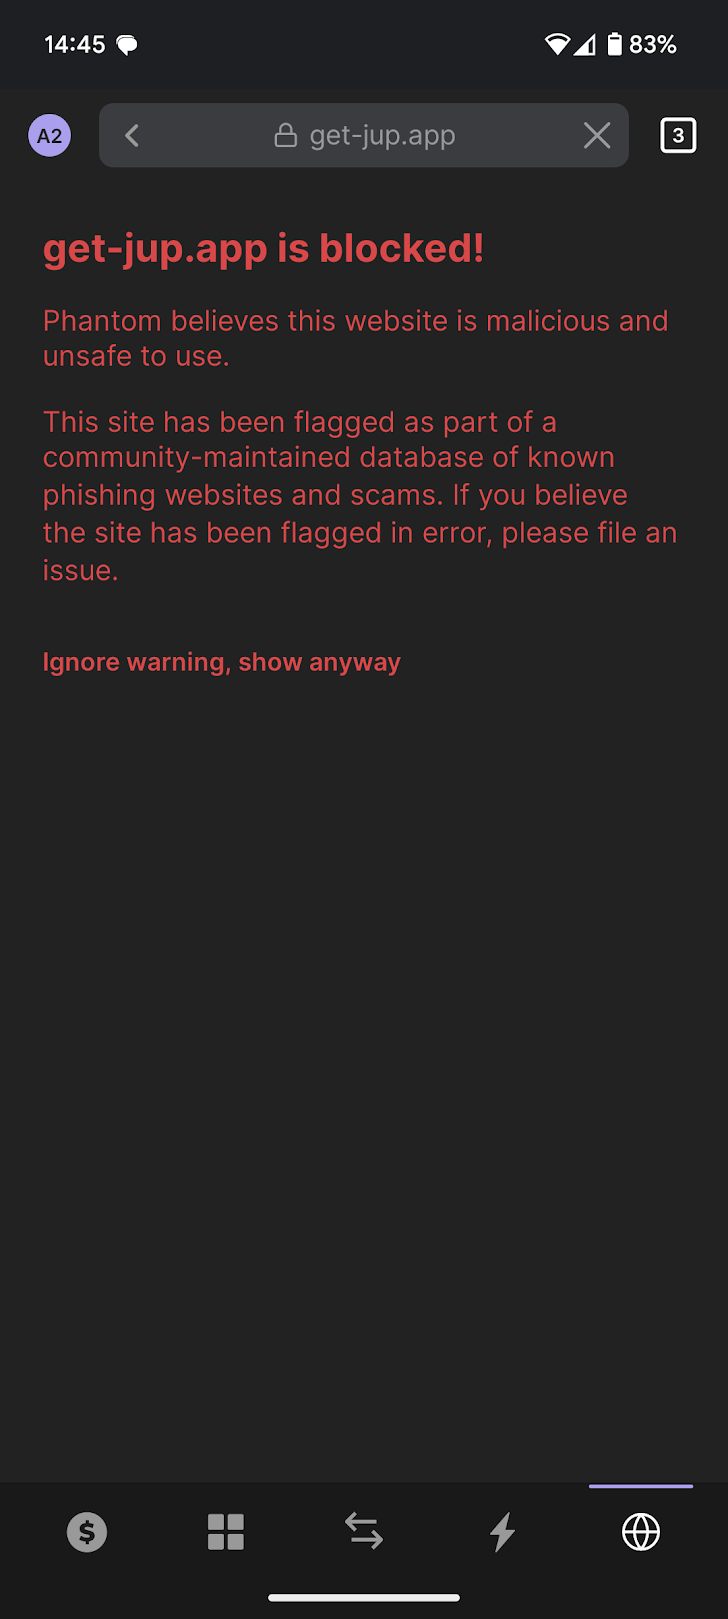 14:45
83%
A2
get-jup.app
3
get-jup.app is blocked!
Phantom believes this website is malicious and
unsafe to use.
This site has been flagged as part of a
community-maintained database of known
phishing websites and scams. If you believe
the site has been flagged in error, please file an
issue.
Ignore warning, show anyway
$